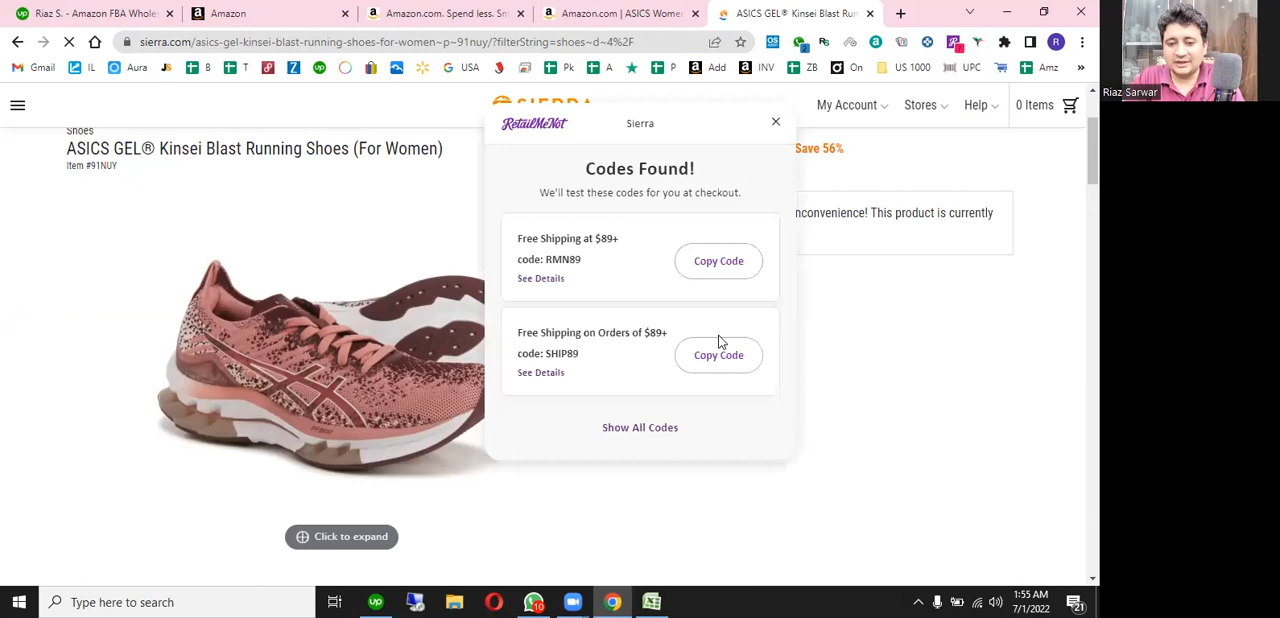 Riaz S. - Amazon FBA Whole
Amazon
Amazon.com. Spend less. Sm
Amazon.com | ASICS Wome
ASICS GEL® Kinsei Blast Run
sierra.com/asics-gel-kinsei-blast-running-shoes-for-women~p~91nuy/?filterString=shoes~d~4%2F
R
Gmail
IL
Aura
B
T
USA
Pk
A
Add
INV
ZB
On
US 1000
P
UPC
Amz
»
Riaz Sarwar
SIERRA
My Account
Stores
Help
0 Items
Shoes
ASICS GEL® Kinsei Blast Running Shoes (For Women)
Item #91NUY
Save 56%
nconvenience! This product is currently
RetailMeNot
Sierra
Codes Found!
We'll test these codes for you at checkout.
Free Shipping at $89+
code: RMN89
See Details
Copy Code
Free Shipping on Orders of $89+
code: SHIP89
See Details
Copy Code
Show All Codes
Click to expand
Type here to search
up
10
1:55 AM
7/1/2022
21